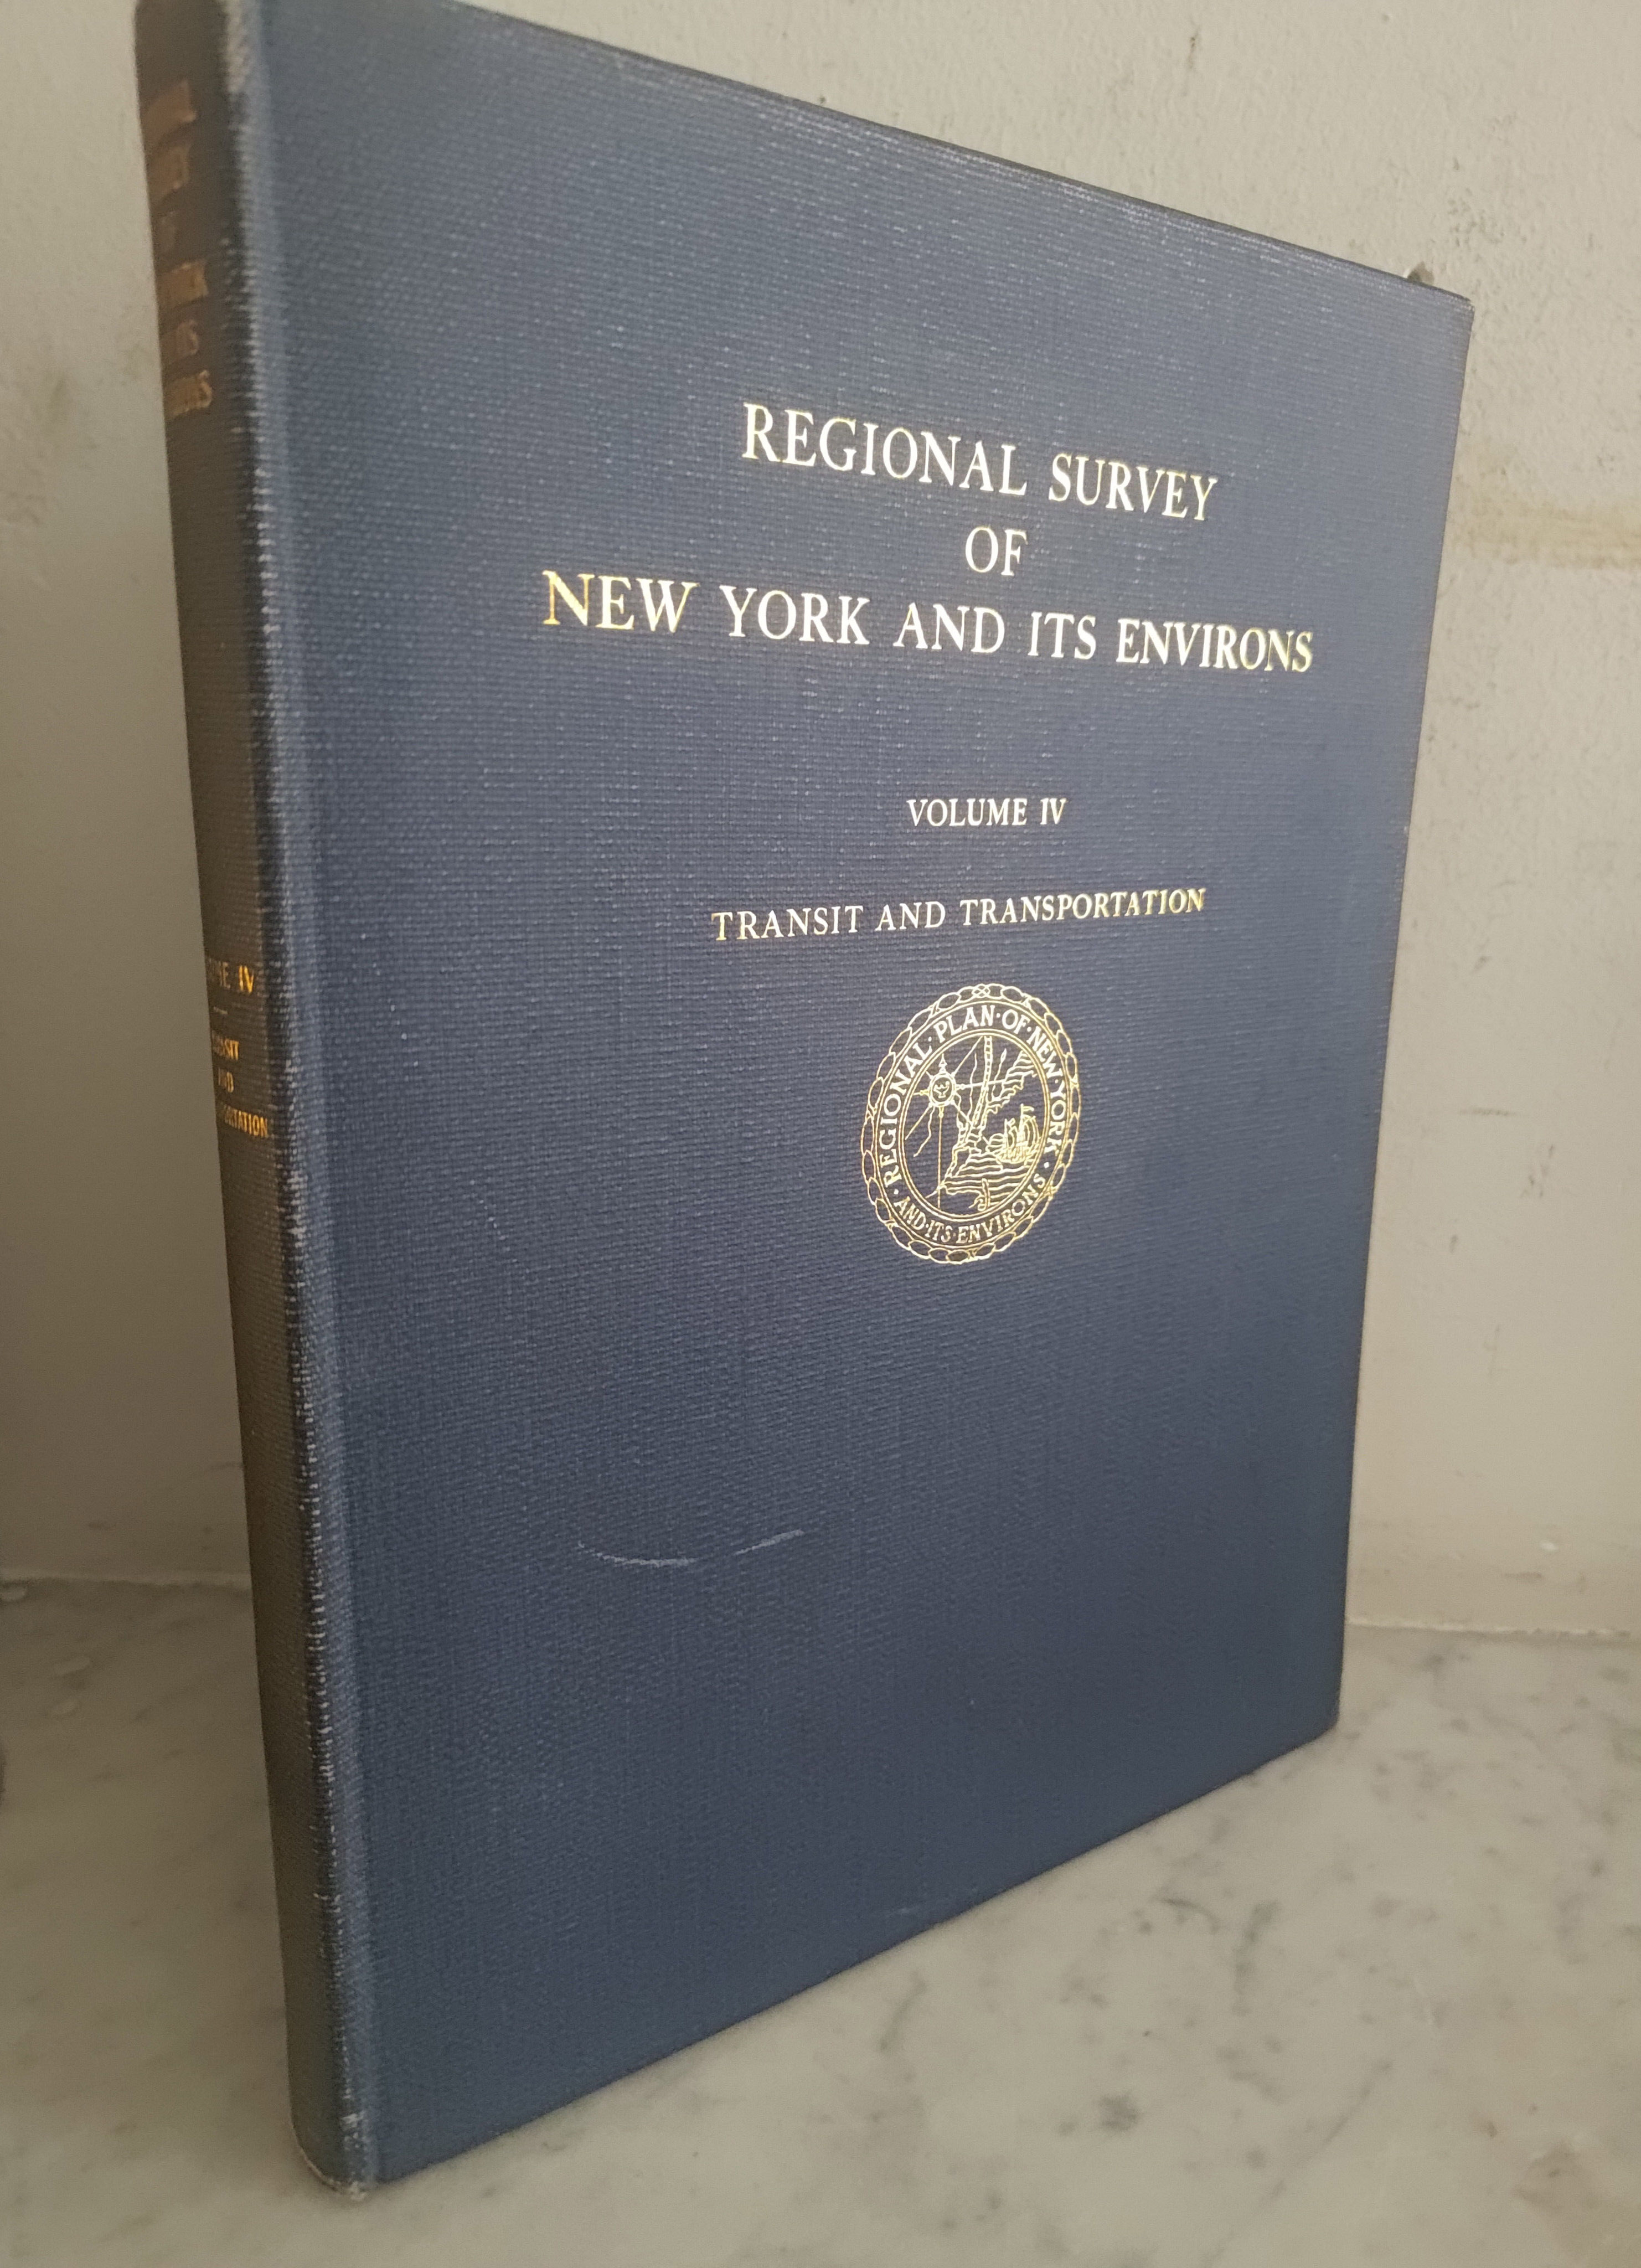 REGIONAL SURVEY
OF
NEW YORK AND ITS ENVIRONS
VOLUME IV
TRANSIT AND TRANSPORTATION
REGIONAL·PLAN·OF·NEW·YORK·
·AND·ITS·ENVIRONS·
IV